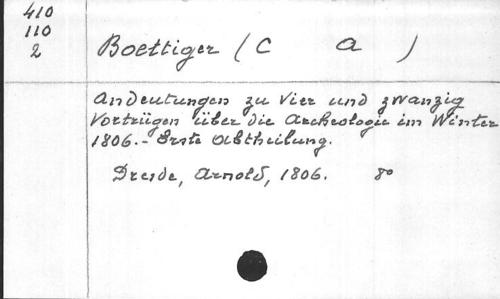 410
110
2
Boettiger (C A )
Andeutungen zu vier und zwanzig
Vorträgen über die Archeologie im Winter
1806.- Erste Abtheilung.
Dresde, Arnold, 1806. 8°